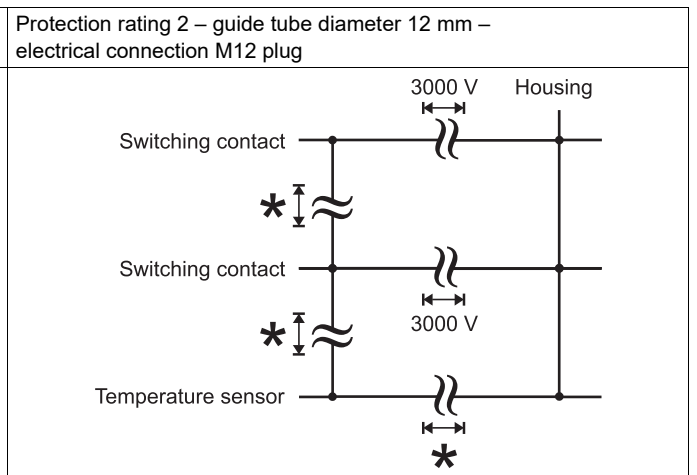 Protection rating 2 – guide tube diameter 12 mm –
electrical connection M12 plug
3000 V Housing
Switching contact
*
Switching contact
3000 V
*
Temperature sensor
*